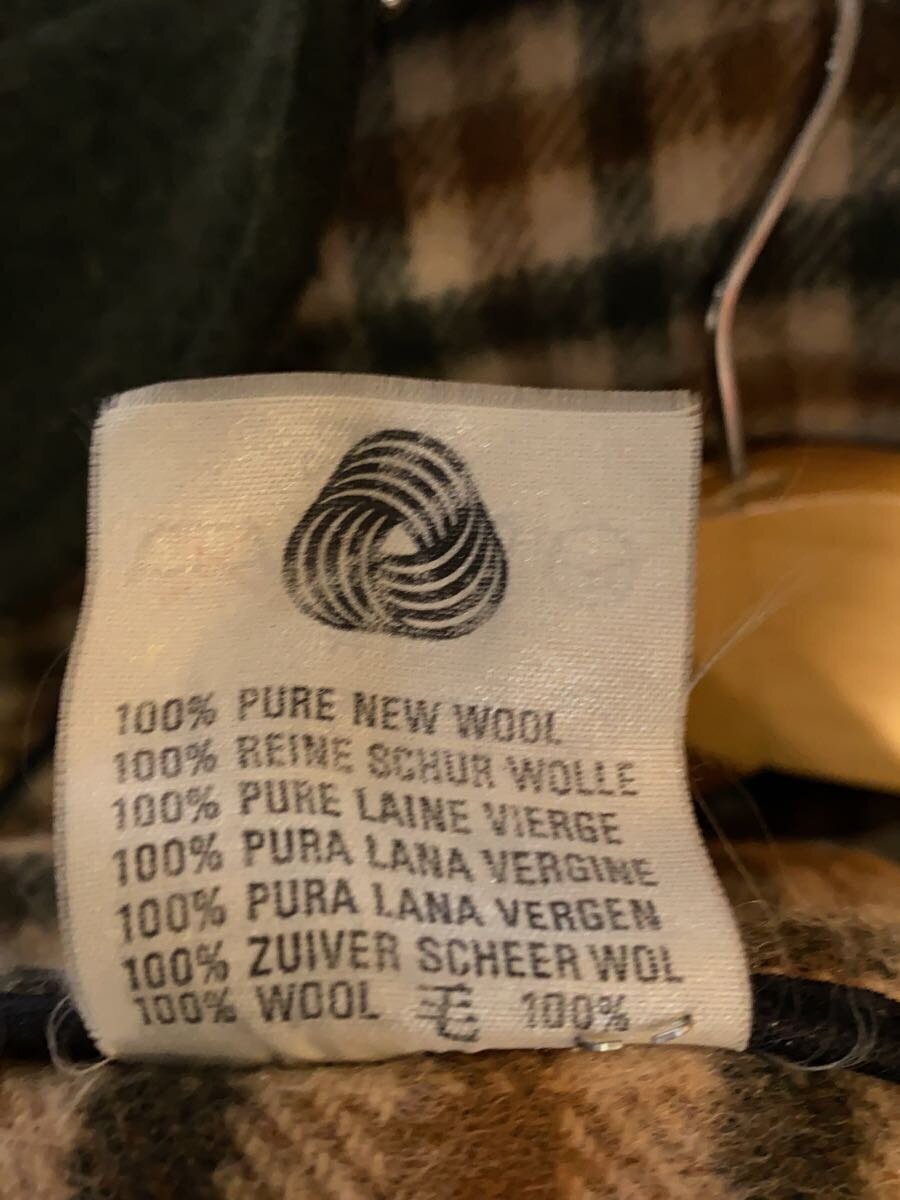 100% PURE NEW WOOL
100% REINE SCHUR WOLLE
100% PURE LAINE VIERGE
100% PURA LANA VERGINE
100% PURA LANA VERGEN
100% ZUIVER SCHEER WOL
100% WOOL 毛 100%